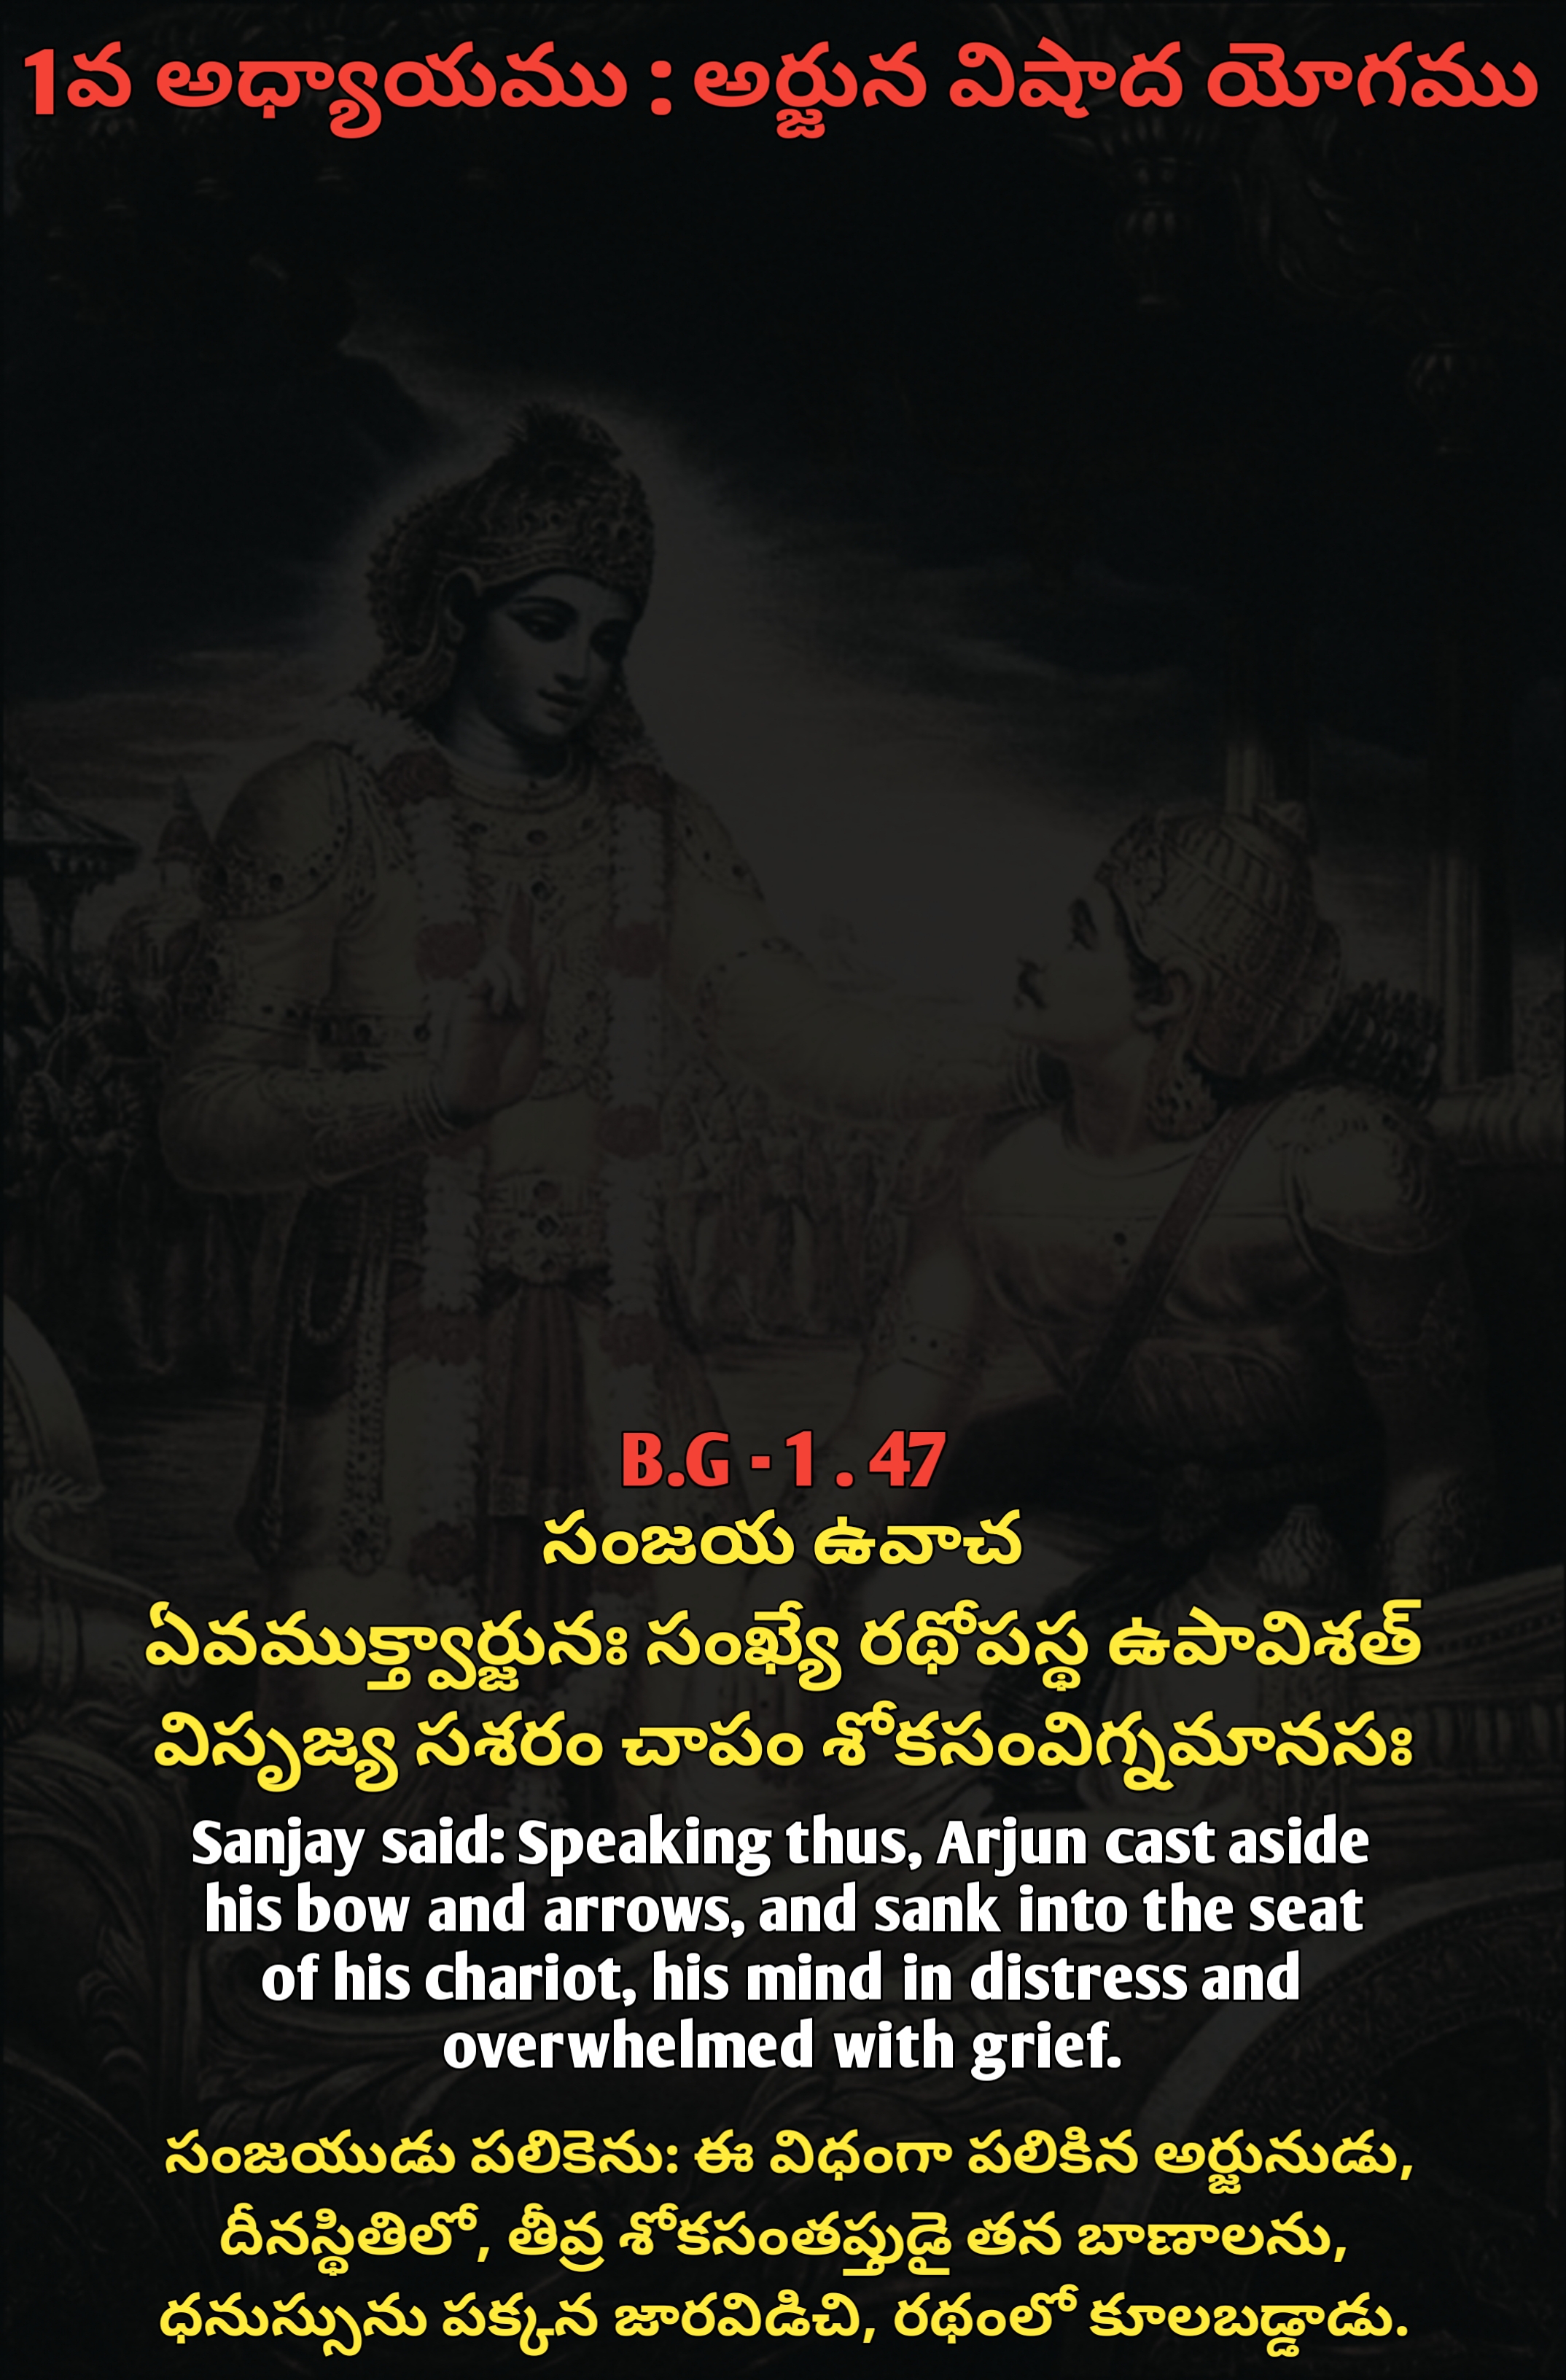 1వ అధ్యాయము : అర్జున విషాద యోగము
B.G - 1 . 47
సంజయ ఉవాచ
ఏవముక్త్వార్జునః సంఖ్యే రథోపస్థ ఉపావిశత్
విసృజ్య సశరం చాపం శోకసంవిగ్నమానసః
Sanjay said: Speaking thus, Arjun cast aside
his bow and arrows, and sank into the seat
of his chariot, his mind in distress and
overwhelmed with grief.
సంజయుడు పలికెను: ఈ విధంగా పలికిన అర్జునుడు,
దీనస్థితిలో, తీవ్ర శోకసంతప్తుడై తన బాణాలను,
ధనుస్సును పక్కన జారవిడిచి, రథంలో కూలబడ్డాడు.